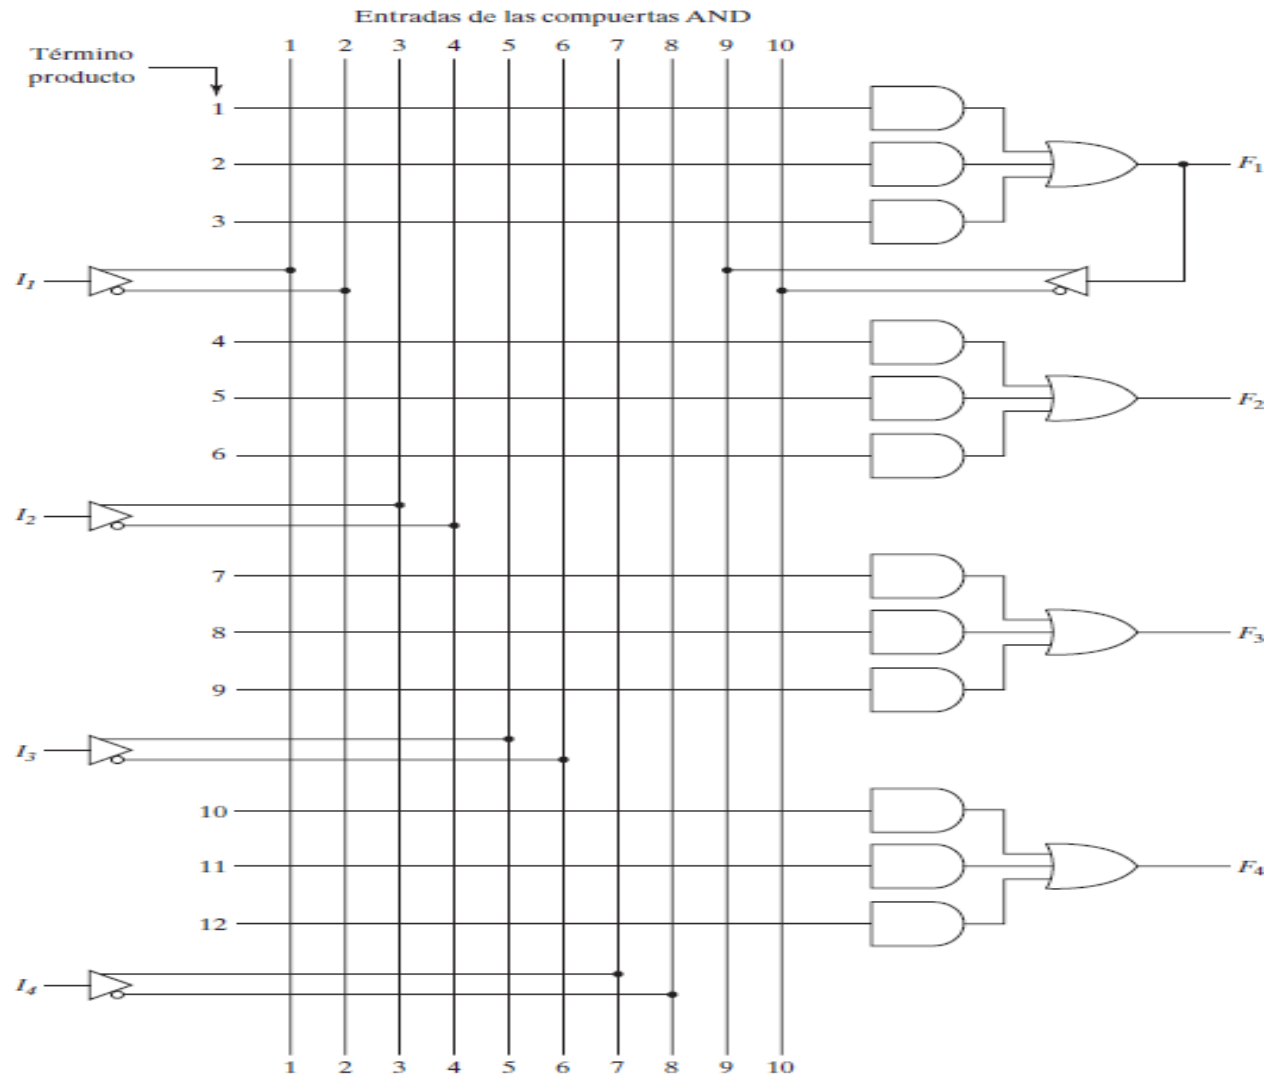 Entradas de las compuertas AND
1 2 3 4 5 6 7 8 9 10
Término
producto
1
2
3
F1
I1
4
5
6
F2
I2
7
8
9
F3
I3
10
11
12
F4
I4
1 2 3 4 5 6 7 8 9 10